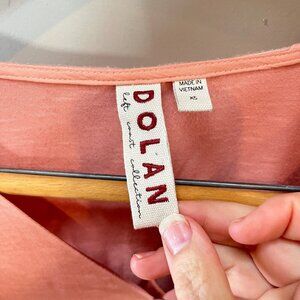 DOLAN
left coast collection
MADE IN
VIETNAM
XS